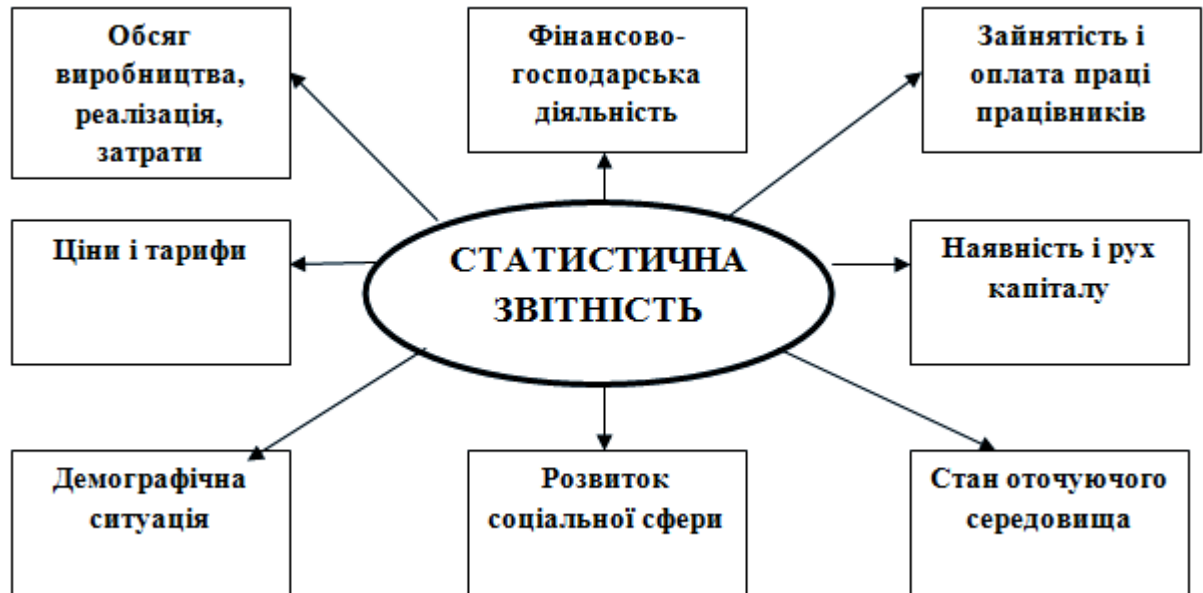 Обсяг
виробництва,
реалізація,
затрати
Фінансово-
господарська
діяльність
Зайнятість і
оплата праці
працівників
Ціни і тарифи
СТАТИСТИЧНА
ЗВІТНІСТЬ
Наявність і рух
капіталу
Демографічна
ситуація
Розвиток
соціальної сфери
Стан оточуючого
середовища